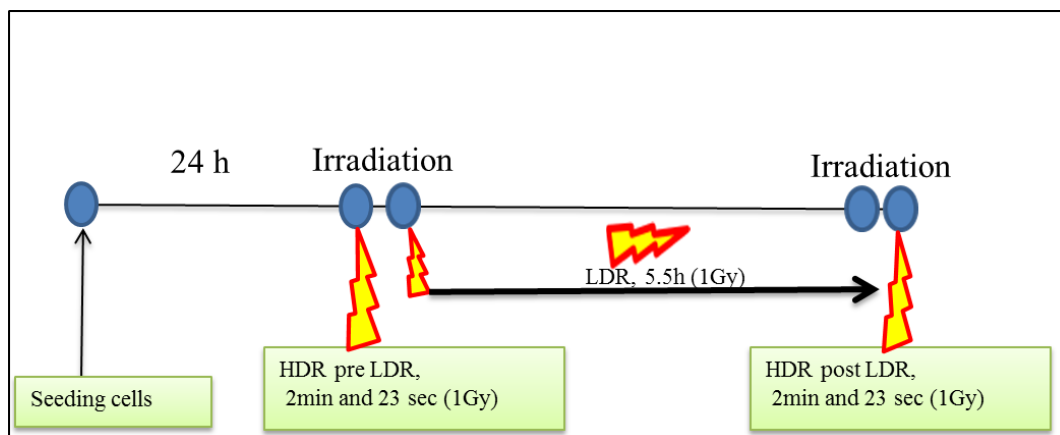 24 h
Irradiation
Irradiation
LDR, 5.5h (1Gy)
Seeding cells
HDR pre LDR,
2min and 23 sec (1Gy)
HDR post LDR,
2min and 23 sec (1Gy)